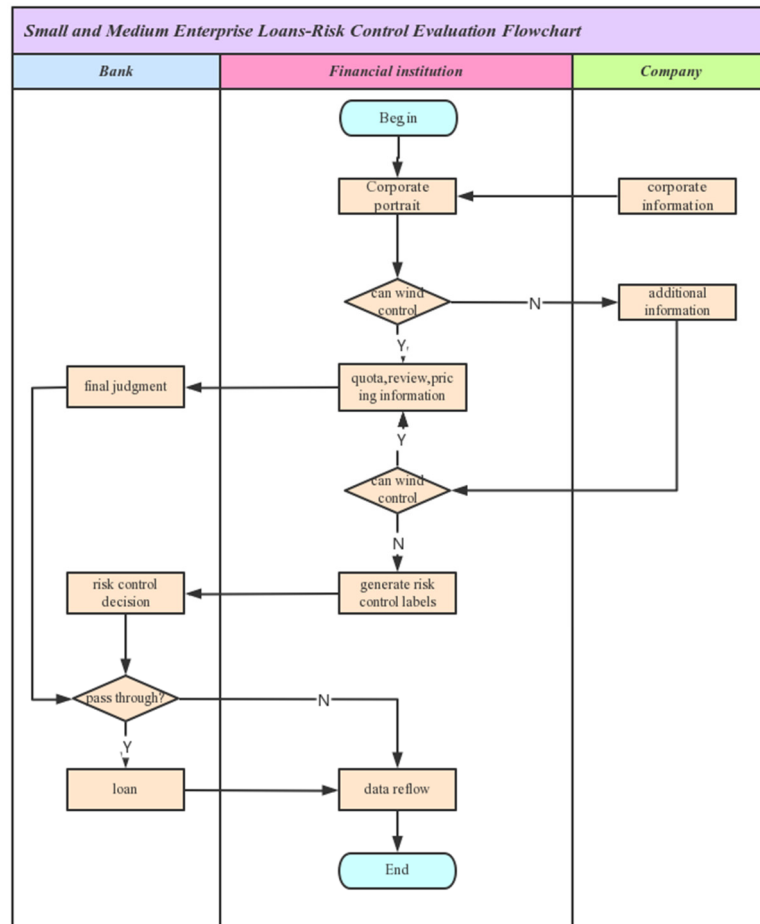 Small and Medium Enterprise Loans-Risk Control Evaluation Flowchart
Bank
Financial institution
Company
Begin
Corporate
portrait
corporate
information
can wind
control
N
additional
information
Y
final judgment
quota,review,pric
ing information
Y
can wind
control
N
risk control
decision
generate risk
control labels
pass through?
N
Y
loan
data reflow
End